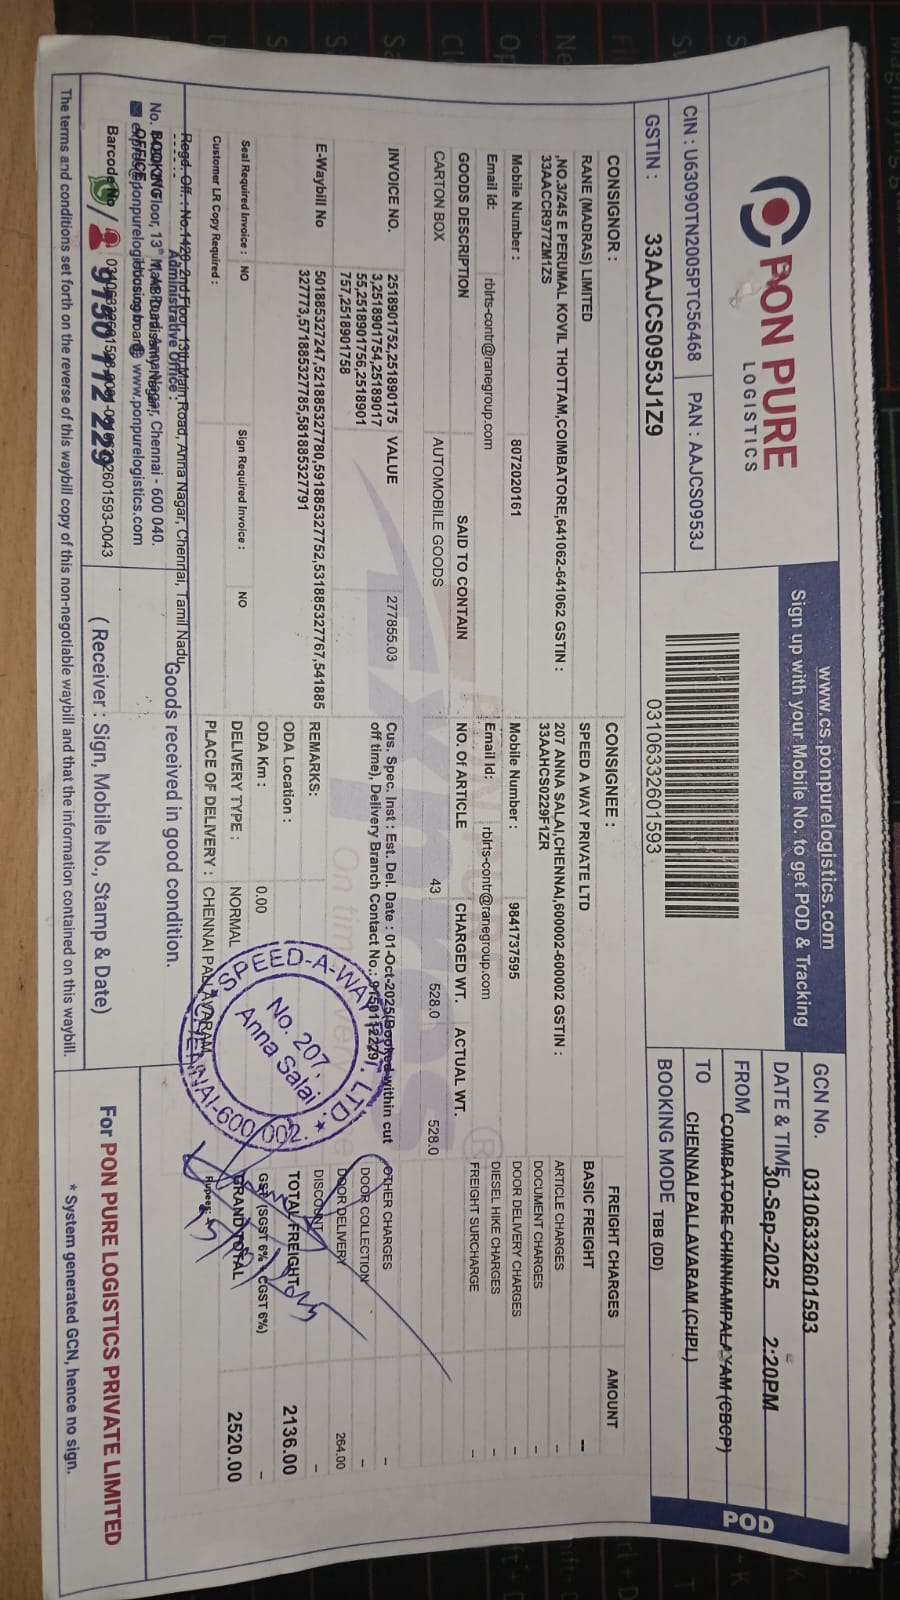 PON PURE
LOGISTICS
www.cs.ponpurelogistics.com
Sign up with your Mobile No. to get POD & Tracking
CIN : U63090TN2005PTC56468 PAN : AAJCS0953J
GSTIN : 33AAJCS0953J1Z9
03106332601593
GCN No. 03106332601593
DATE & TIME 30-Sep-2025 2:20PM
FROM COIMBATORE CHINNIAMPALAYAM (CBCP)
TO CHENNAI PALLAVARAM (CHPL)
BOOKING MODE TBB (DD)
POD
CONSIGNOR :
RANE (MADRAS) LIMITED
,NO.3/245 E PERUMAL KOVIL THOTTAM,COIMBATORE,641062-641062 GSTIN :
33AACCR9772M1ZS
Mobile Number : 8072020161
Email Id: rblrts-contr@ranegroup.com
CONSIGNEE :
SPEED A WAY PRIVATE LTD
207 ANNA SALAI,CHENNAI,600002-600002 GSTIN :
33AAHCS0229F1ZR
Mobile Number : 9841737595
Email Id: rblrts-contr@ranegroup.com
GOODS DESCRIPTION SAID TO CONTAIN NO. Of ARTICLE CHARGED WT. ACTUAL WT.
CARTON BOX AUTOMOBILE GOODS 43 528.0 528.0
INVOICE NO. 2518901752,251890175
3,2518901754,25189017
55,2518901756,2518901
757,2518901758
VALUE 277855.03
E-Waybill No 501885327247,521885327780,591885327752,531885327767,541885
327773,571885327785,581885327791
Cus. Spec. Inst : Est. Del. Date : 01-Oct-2025(Booked within cut
off time), Delivery Branch Contact No.: 9150112229
REMARKS:
ODA Location :
ODA Km : 0.00
DELIVERY TYPE : NORMAL
PLACE OF DELIVERY : CHENNAI PALLAVARAM
Seal Required Invoice : NO Sign Required Invoice : NO
Customer LR Copy Required :
FREIGHT CHARGES AMOUNT
BASIC FREIGHT --
ARTICLE CHARGES -
DOCUMENT CHARGES -
DOOR DELIVERY CHARGES -
DIESEL HIKE CHARGES -
FREIGHT SURCHARGE -
OTHER CHARGES -
DOOR COLLECTION -
DOOR DELIVERY 264.00
DISCOUNT -
TOTAL FREIGHT 2136.00
GST (SGST 6% + CGST 6%) -
GRAND TOTAL 2520.00
Rupees:
SPEED-A-WAY PVT. LTD. ★
CHENNAI-600 002.
No. 207,
Anna Salai
Regd. Off. : No.1420, 2nd Floor, 13th Main Road, Anna Nagar, Chennai, Tamil Nadu
Administrative Office :
Anna Nagar, Chennai - 600 040.
www.ponpurelogistics.com
Barcode No
9150 112 229
Goods received in good condition.
( Receiver : Sign, Mobile No., Stamp & Date)
For PON PURE LOGISTICS PRIVATE LIMITED
* System generated GCN, hence no sign.
The terms and conditions set forth on the reverse of this waybill copy of this non-negotiable waybill and that the information contained on this waybill.